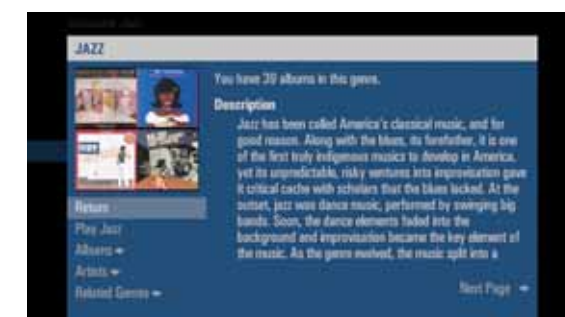 JAZZ
You have 39 albums in this genre.
Description
Jazz has been called America's classical music, and for
good reason. Along with the blues, its forefather, it is one
of the first truly indigenous musics to develop in America,
yet its unpredictable, risky ventures into improvisation gave
it critical cache with scholars that the blues lacked. At the
outset, jazz was dance music, performed by swinging big
bands. Soon, the dance elements faded into the
background and improvisation became the key element of
the music. As the genre evolved, the music split into a
Return
Play Jazz
Albums
Artists
Related Genres
Next Page